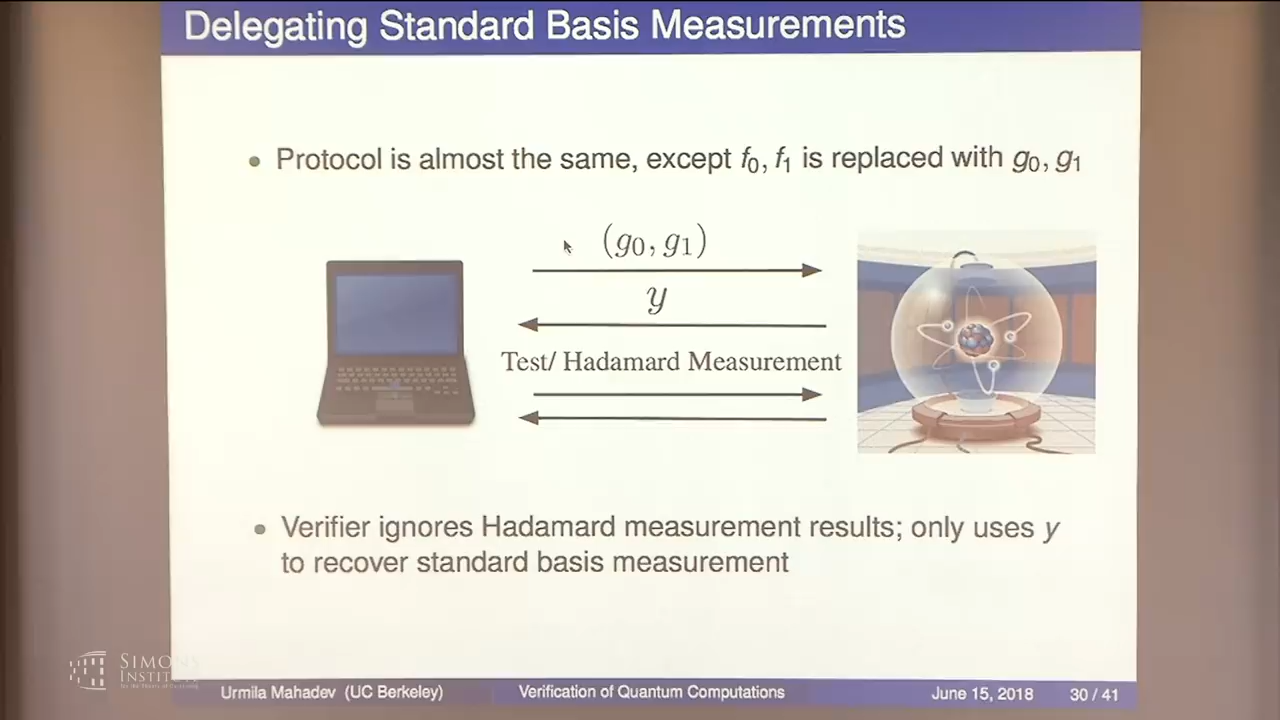 Delegating Standard Basis Measurements
• Protocol is almost the same, except f₀, f₁ is replaced with g₀, g₁
(g₀, g₁)
y
Test/ Hadamard Measurement
• Verifier ignores Hadamard measurement results; only uses y
to recover standard basis measurement
SIMONS
INSTITUTE
Urmila Mahadev (UC Berkeley) Verification of Quantum Computations June 15, 2018 30 / 41